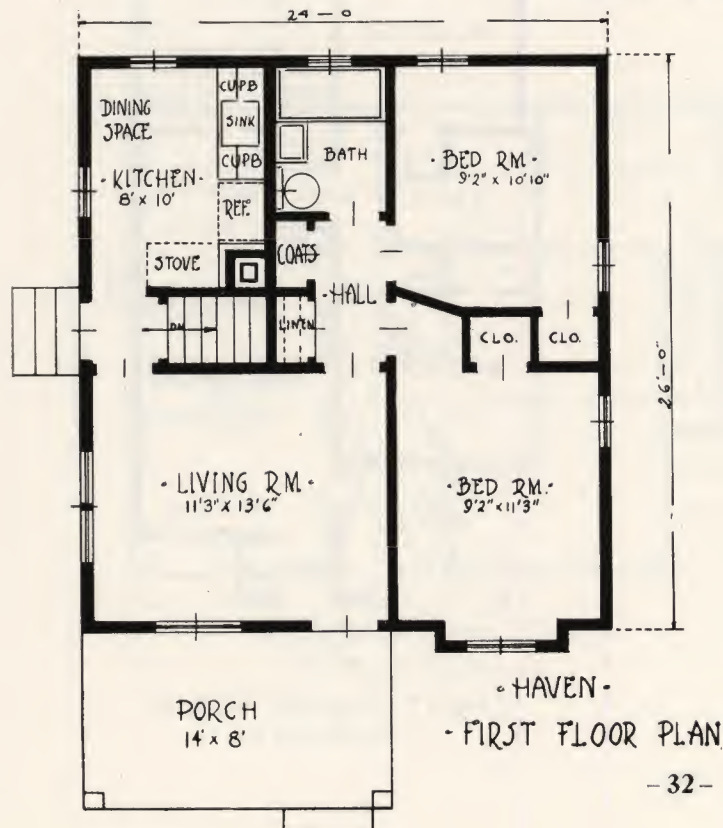 24-0
CUPB
DINING
SPACE
SINK
CUPB
BATH
· BED RM ·
9'2" x 10'10"
· KITCHEN ·
8' x 10'
REF.
STOVE
COATS
· HALL
DN
LINEN
CLO.
CLO.
26'-0"
· LIVING RM ·
11'3" x 13'6"
· BED RM. ·
9'2" x 11'3"
PORCH
14' x 8'
· HAVEN ·
· FIRST FLOOR PLAN
- 32 -